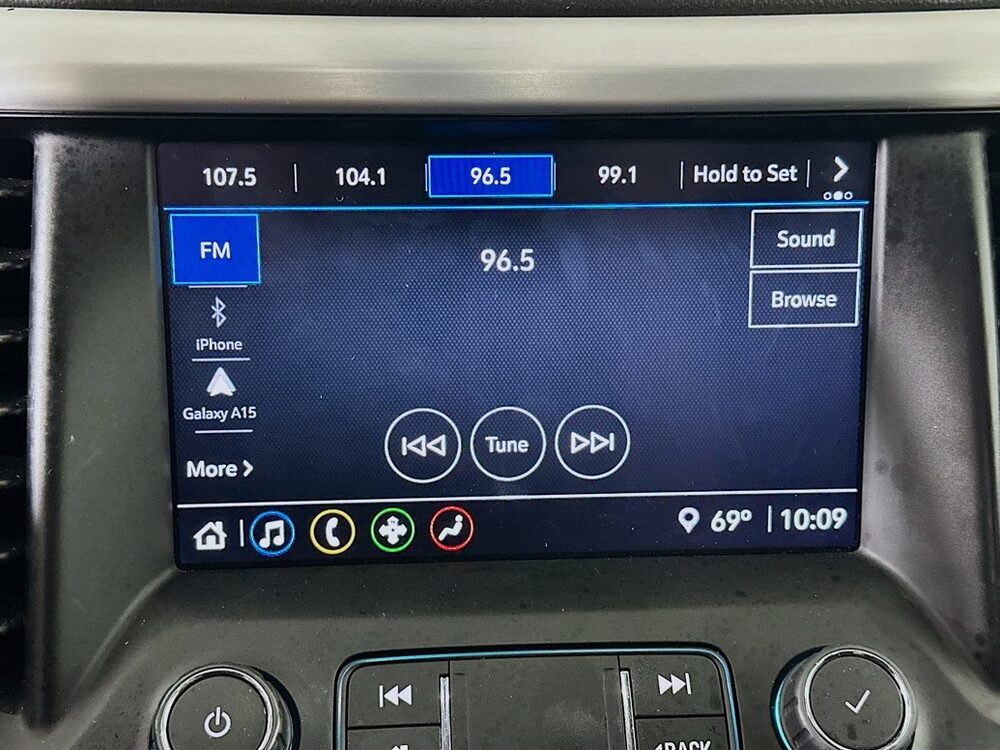 107.5 104.1 96.5 99.1 Hold to Set
FM
96.5
Sound
Browse
iPhone
Galaxy A15
More
Tune
69° 10:09
BACK